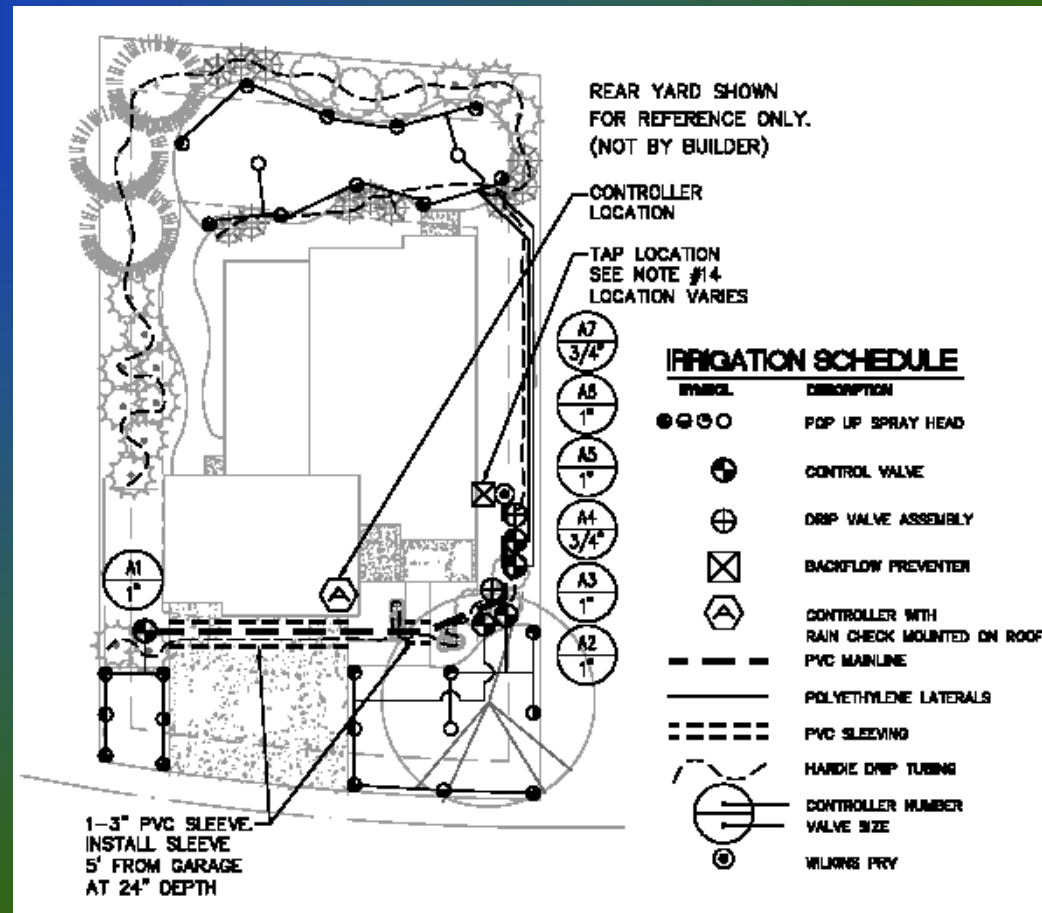 REAR YARD SHOWN
FOR REFERENCE ONLY.
(NOT BY BUILDER)
CONTROLLER
LOCATION
TAP LOCATION
SEE NOTE #14
LOCATION VARIES
A7
3/4"
A6
1"
A5
1"
A4
3/4"
A3
1"
A2
1"
A1
1"
A
IRRIGATION SCHEDULE
SYMBOL DESCRIPTION
POP UP SPRAY HEAD
CONTROL VALVE
DRIP VALVE ASSEMBLY
BACKFLOW PREVENTER
A
CONTROLLER WITH
RAIN CHECK MOUNTED ON ROOF
PVC MAINLINE
POLYETHYLENE LATERALS
PVC SLEEVING
HARDIE DRIP TUBING
CONTROLLER NUMBER
VALVE SIZE
WILKINS PRV
1-3" PVC SLEEVE.
INSTALL SLEEVE
5' FROM GARAGE
AT 24" DEPTH